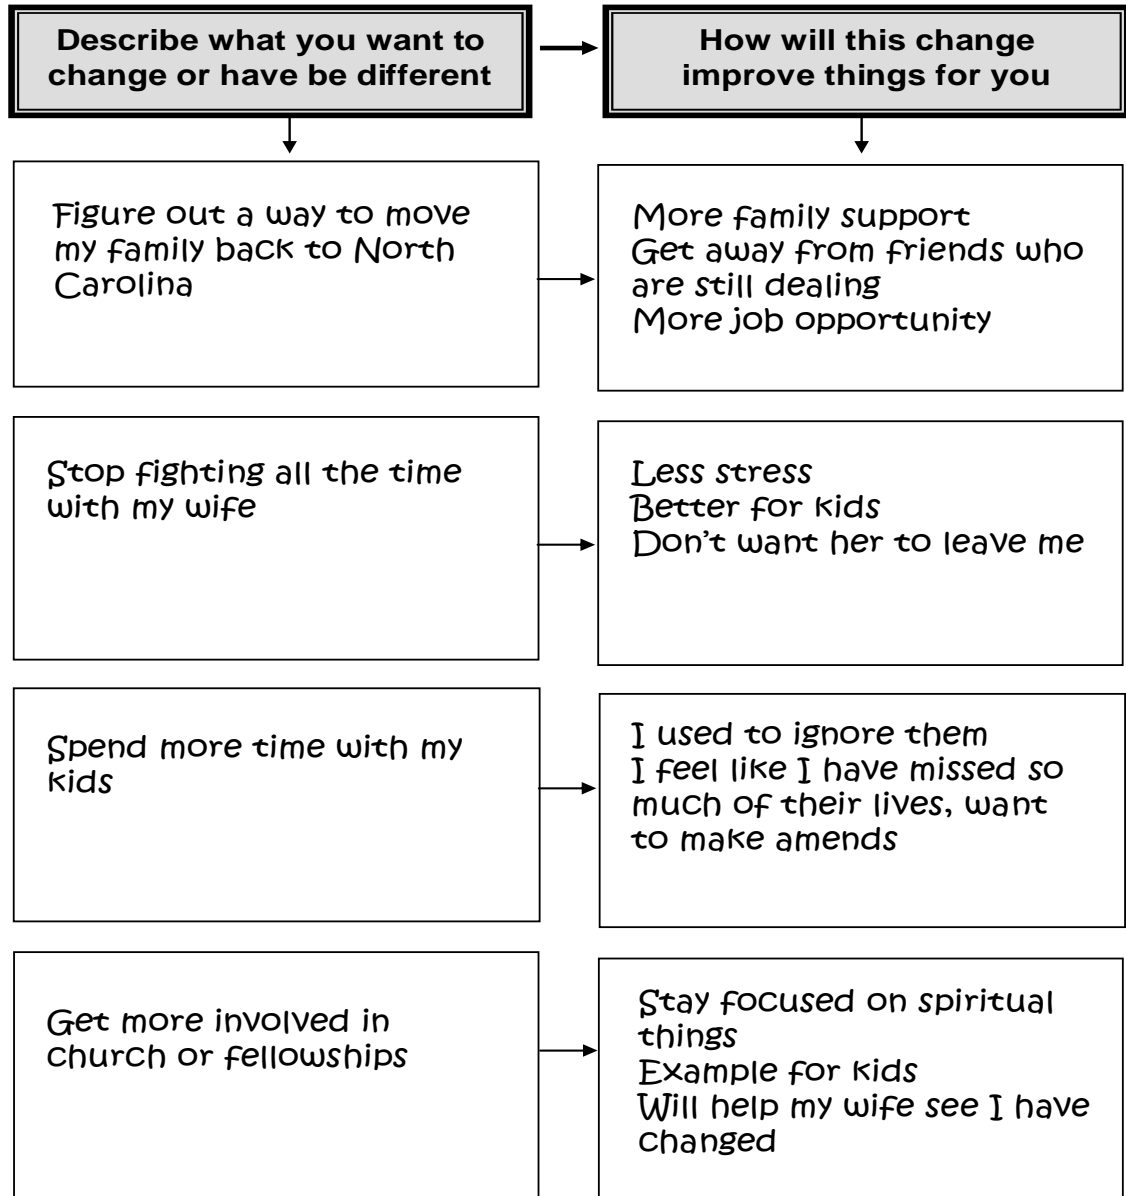 Describe what you want to
change or have be different
How will this change
improve things for you
Figure out a way to move
my family back to North
Carolina
More family support
Get away from friends who
are still dealing
More job opportunity
Stop fighting all the time
with my wife
Less stress
Better for kids
Don't want her to leave me
Spend more time with my
kids
I used to ignore them
I feel like I have missed so
much of their lives, want
to make amends
Get more involved in
church or fellowships
Stay focused on spiritual
things
Example for kids
Will help my wife see I have
changed